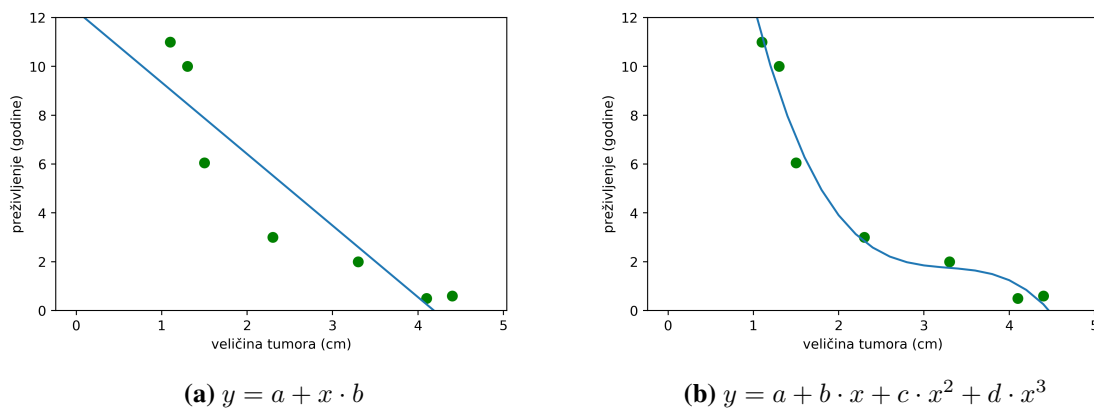 12
10
8
6
4
2
0
preživljenje (godine)
0 1 2 3 4 5
veličina tumora (cm)
(a) y = a + x · b
12
10
8
6
4
2
0
preživljenje (godine)
0 1 2 3 4 5
veličina tumora (cm)
(b) y = a + b · x + c · x² + d · x³